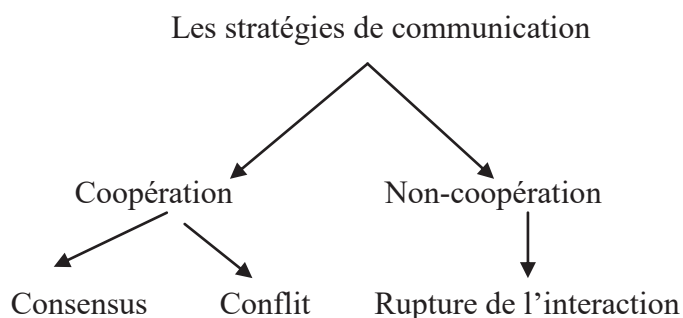 Les stratégies de communication
Coopération Non-coopération
Consensus Conflit Rupture de l’interaction